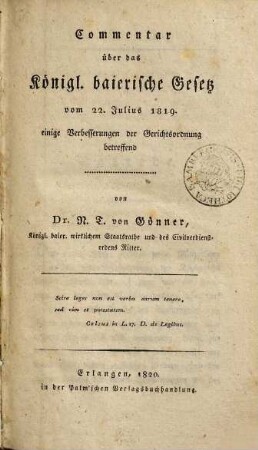 Commentar
über das
Königl. baierische Gesetz
vom 22. Julius 1819.
einige Verbesserungen der Gerichtsordnung
betreffend
von
Dr. N. T. von Gönner,
Königl. baier. wirklichem Staatsrathe und des Civilverdienst-
ordens Ritter.
Scire leges non est verba earum tenere,
sed vim ac potestatem.
Celsus in L. 17. D. de Legibus.
Erlangen, 1820.
in der Palm'schen Verlagsbuchhandlung.